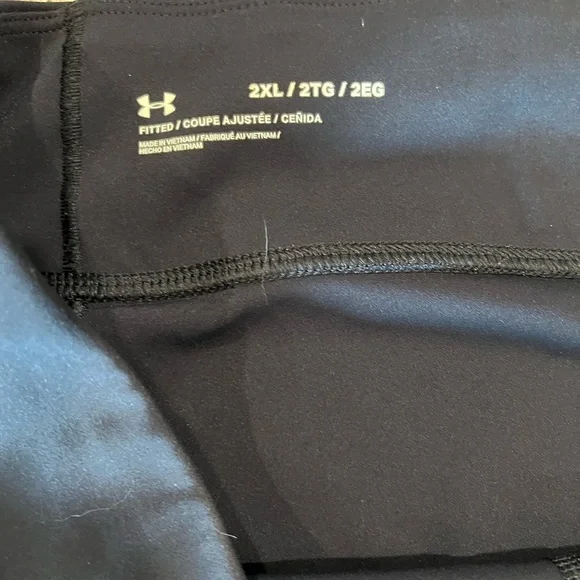 2XL / 2TG / 2EG
FITTED / COUPE AJUSTÉE / CEÑIDA
MADE IN VIETNAM / FABRIQUÉ AU VIETNAM /
HECHO EN VIETNAM